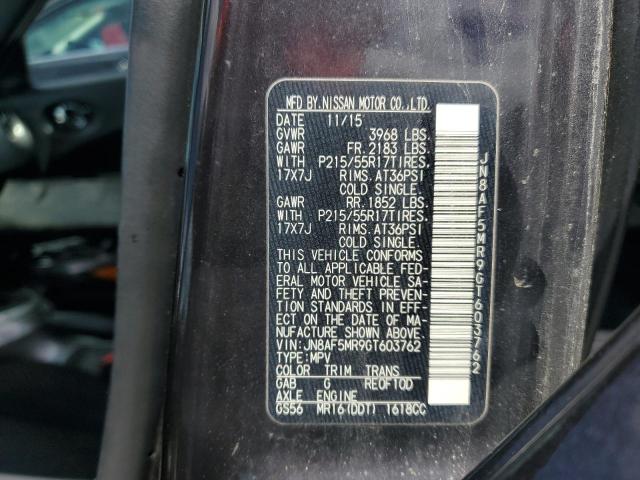 MFD BY.NISSAN MOTOR CO.,LTD.
DATE 11/15
GVWR 3968 LBS.
GAWR FR. 2183 LBS.
WITH P215/55R17TIRES.
17X7J RIMS. AT36PSI
COLD SINGLE.
GAWR RR. 1852 LBS.
WITH P215/55R17TIRES.
17X7J RIMS. AT36PSI
COLD SINGLE.
THIS VEHICLE CONFORMS
TO ALL APPLICABLE FED-
ERAL MOTOR VEHICLE SA-
FETY AND THEFT PREVEN-
TION STANDARDS IN EFF-
ECT ON THE DATE OF MA-
NUFACTURE SHOWN ABOVE.
VIN:JN8AF5MR9GT603762
TYPE:MPV
COLOR TRIM TRANS
GAB G RE0F10D
AXLE ENGINE
GS56 MR16(DDT) 1618CC
JN8AF5MR9GT603762